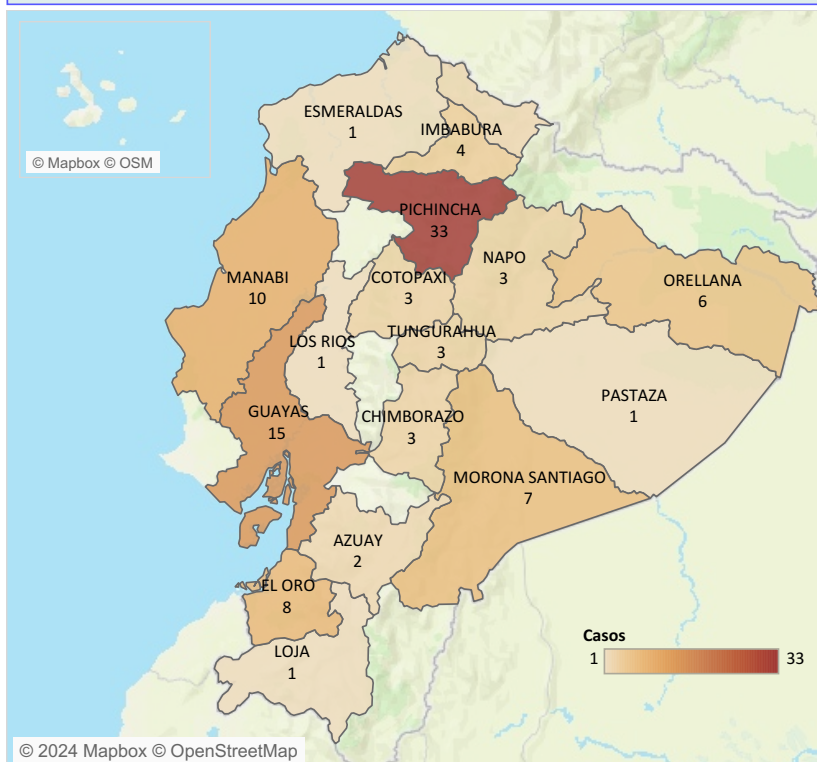 © Mapbox © OSM
ESMERALDAS
1
IMBABURA
4
PICHINCHA
33
NAPO
3
MANABI
10
COTOPAXI
3
ORELLANA
6
TUNGURAHUA
3
LOS RIOS
1
PASTAZA
1
GUAYAS
15
CHIMBORAZO
3
MORONA SANTIAGO
7
AZUAY
2
EL ORO
8
LOJA
1
Casos
1 33
© 2024 Mapbox © OpenStreetMap